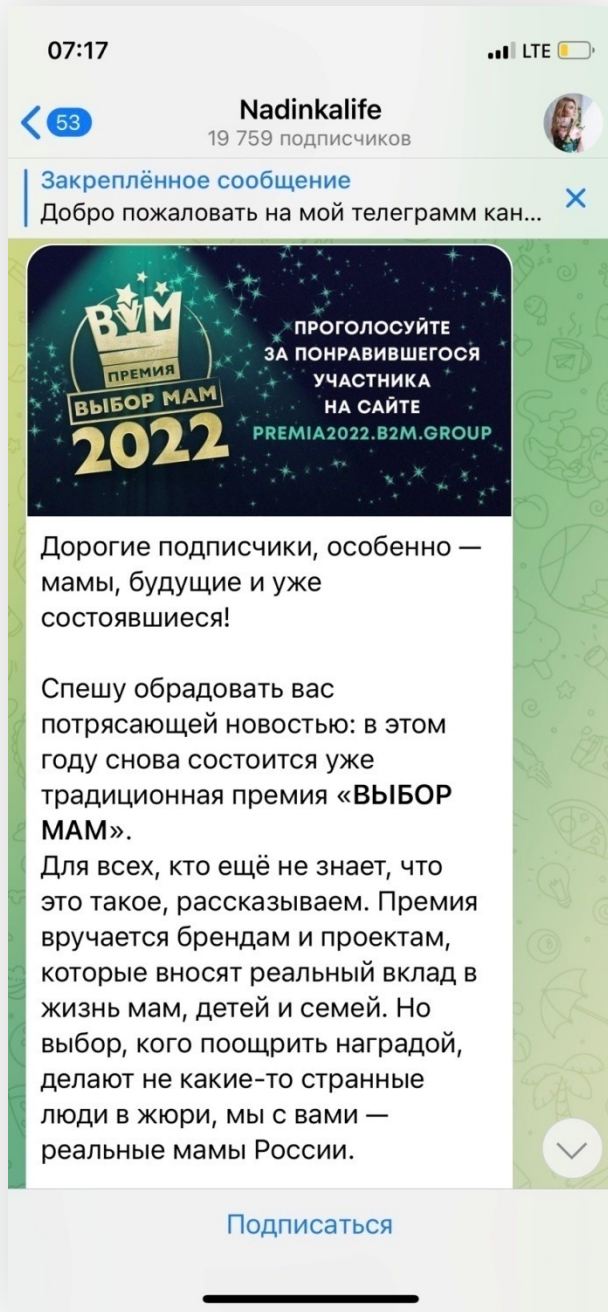 07:17
LTE
53
Nadinkalife
19 759 подписчиков
Закреплённое сообщение
Добро пожаловать на мой телеграмм кан...
BVM
ПРЕМИЯ
ВЫБОР МАМ
2022
ПРОГОЛОСУЙТЕ
ЗА ПОНРАВИВШЕГОСЯ
УЧАСТНИКА
НА САЙТЕ
PREMIA2022.B2M.GROUP
Дорогие подписчики, особенно —
мамы, будущие и уже
состоявшиеся!
Спешу обрадовать вас
потрясающей новостью: в этом
году снова состоится уже
традиционная премия «ВЫБОР
МАМ».
Для всех, кто ещё не знает, что
это такое, рассказываем. Премия
вручается брендам и проектам,
которые вносят реальный вклад в
жизнь мам, детей и семей. Но
выбор, кого поощрить наградой,
делают не какие-то странные
люди в жюри, мы с вами —
реальные мамы России.
Подписаться